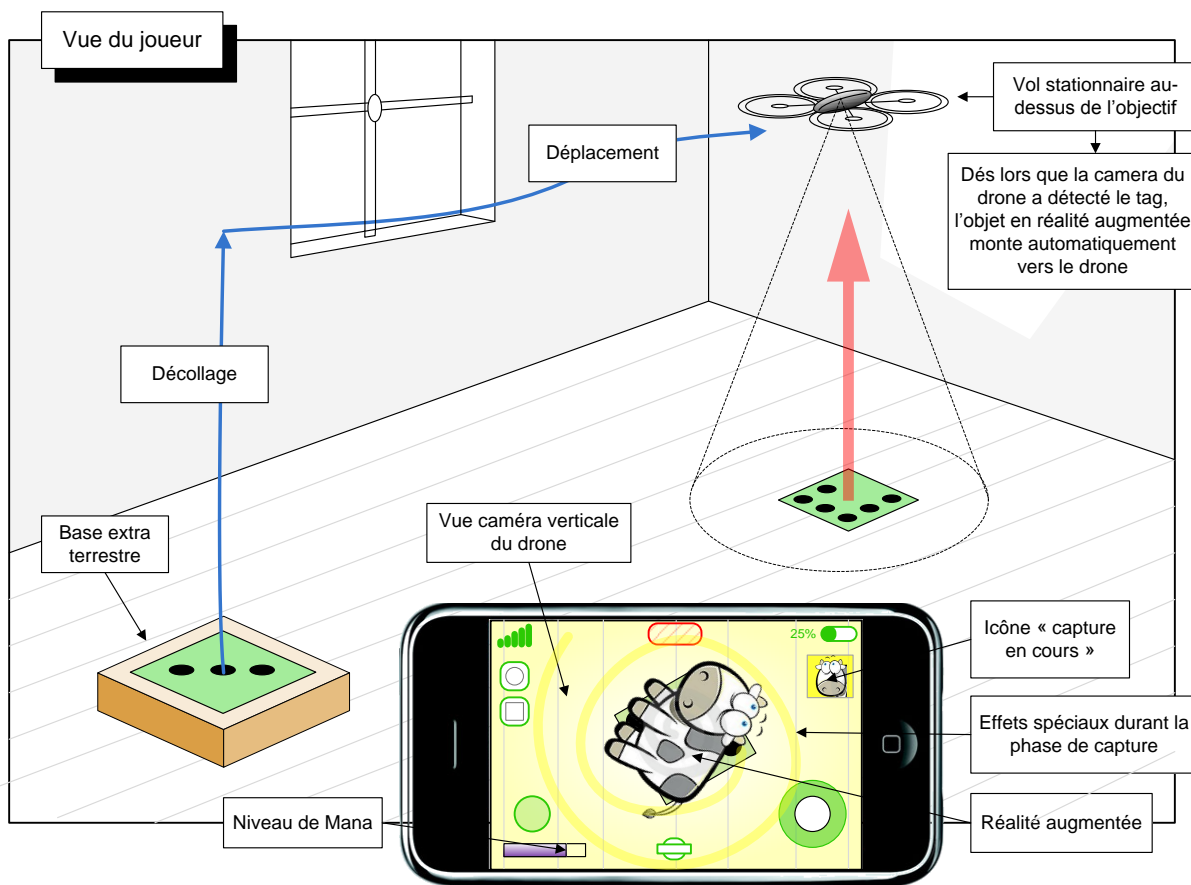 Vue du joueur
Vol stationnaire au-
dessus de l’objectif
Déplacement
Dés lors que la camera du
drone a détecté le tag,
l’objet en réalité augmentée
monte automatiquement
vers le drone
Décollage
Base extra
terrestre
Vue caméra verticale
du drone
25%
Icône « capture
en cours »
Effets spéciaux durant la
phase de capture
Niveau de Mana
Réalité augmentée